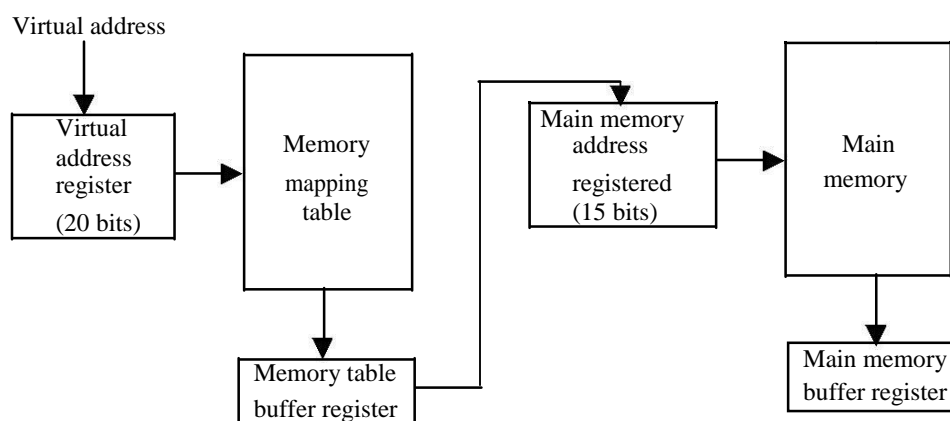 Virtual address
Virtual
address
register
(20 bits)
Memory
mapping
table
Memory table
buffer register
Main memory
address
registered
(15 bits)
Main
memory
Main memory
buffer register